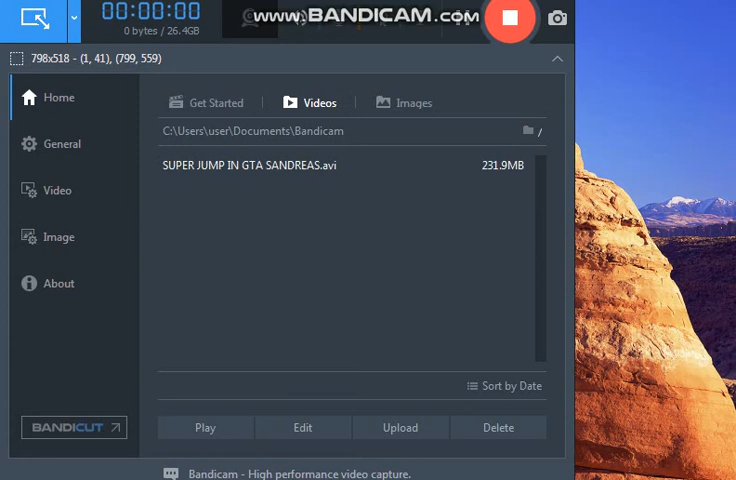 00:00:00
www.BANDICAM.com
0 bytes / 26.4GB
798x518 - (1, 41), (799, 559)
Home
Get Started
Videos
Images
C:\Users\user\Documents\Bandicam
/
General
SUPER JUMP IN GTA SANDREAS.avi 231.9MB
Video
Image
About
Sort by Date
BANDICUT
Play
Edit
Upload
Delete
Bandicam - High performance video capture.